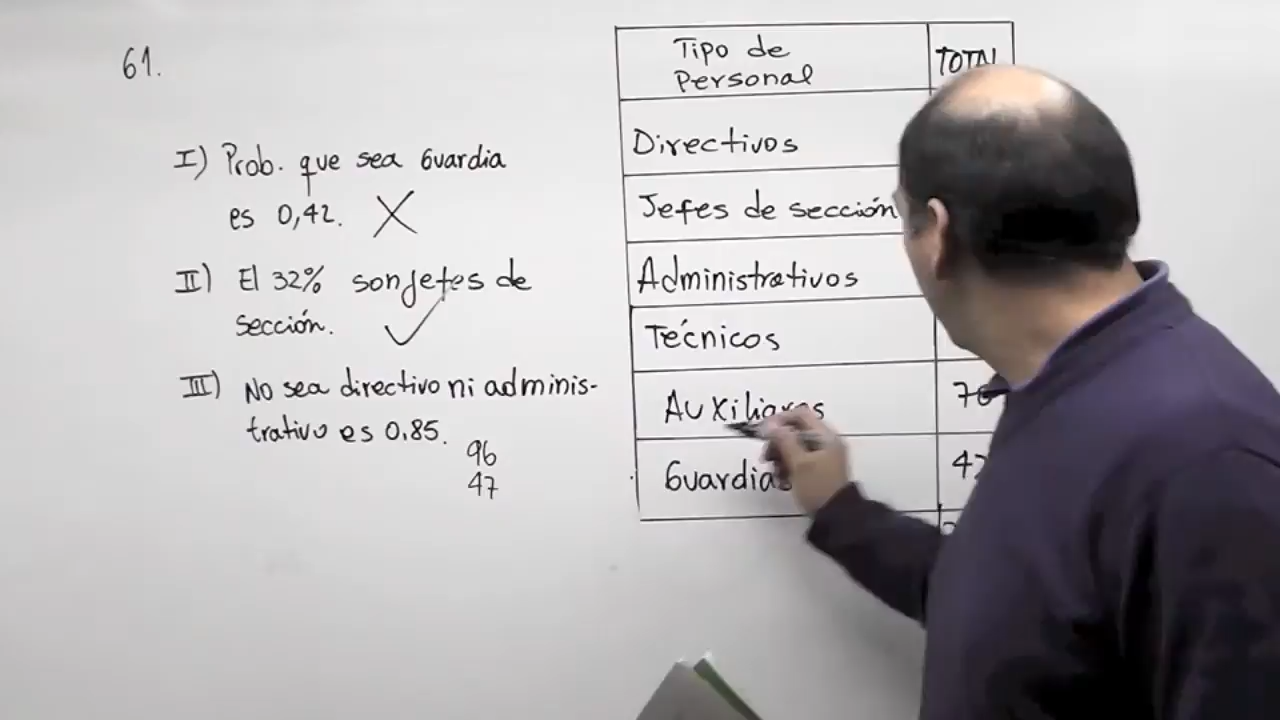 61.
I) Prob. que sea Guardia
es 0,42.
II) El 32% son jefes de
sección.
III) No sea directivo ni adminis-
trativo es 0.85.
96
47
Tipo de
Personal
TOTAL
Directivos
Jefes de sección
Administrativos
Técnicos
Auxiliares
Guardias